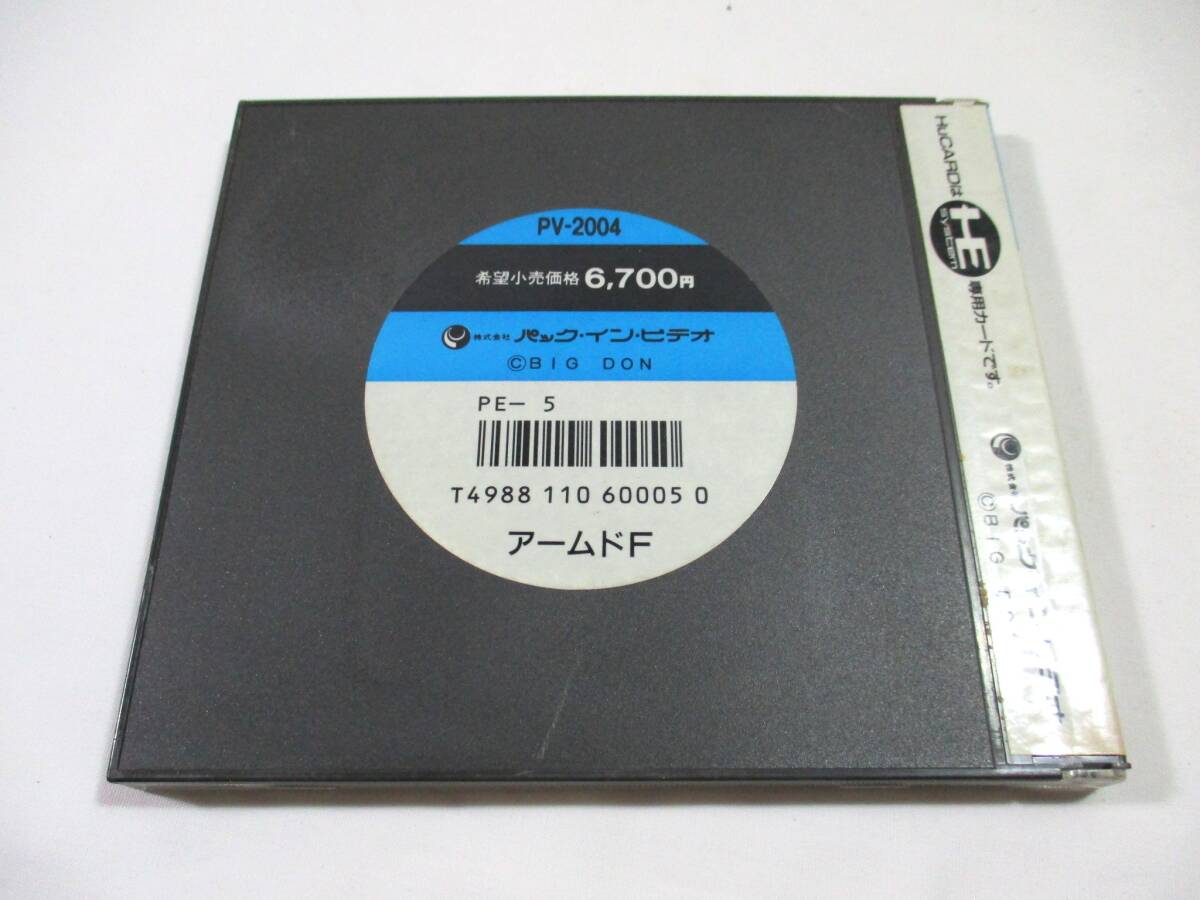 PV-2004
希望小売価格 6,700円
株式会社 パック・イン・ビデオ
©BIG DON
PE- 5
T4988 110 60005 0
アームドF
HuCARDは HE system 専用カードです。
株式会社 パック
©BIG